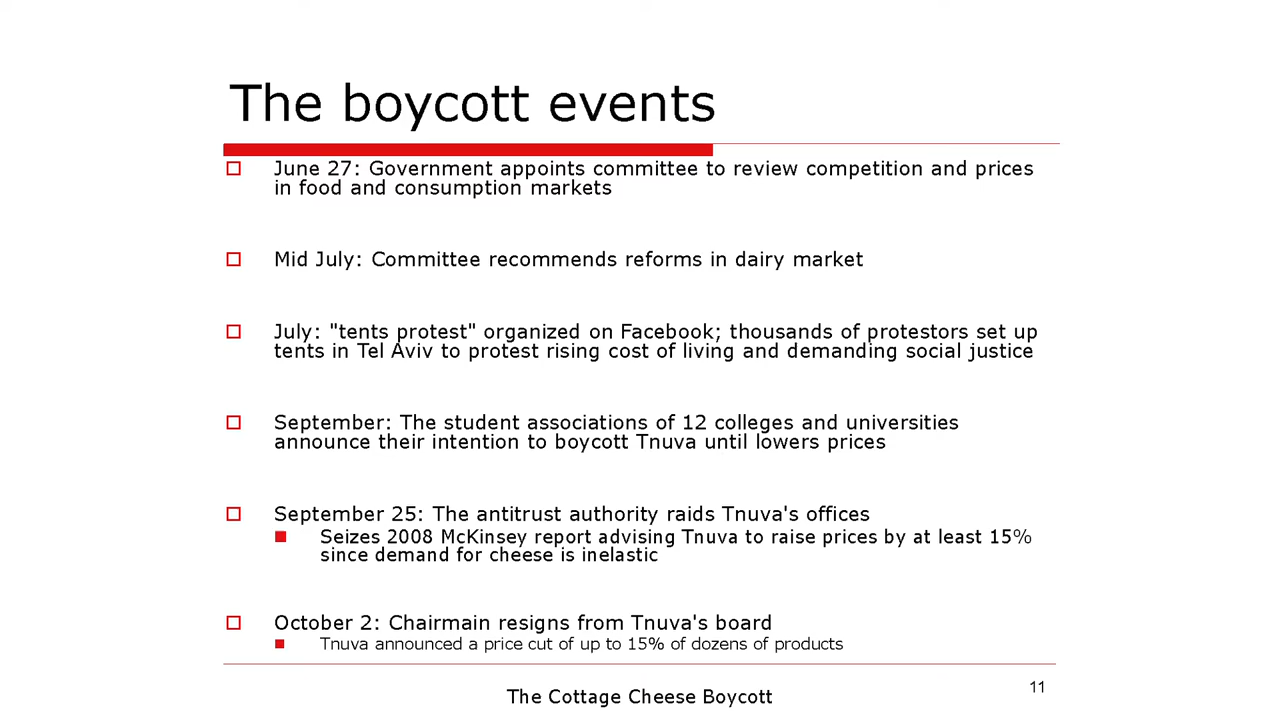 The boycott events
June 27: Government appoints committee to review competition and prices
in food and consumption markets
Mid July: Committee recommends reforms in dairy market
July: "tents protest" organized on Facebook; thousands of protestors set up
tents in Tel Aviv to protest rising cost of living and demanding social justice
September: The student associations of 12 colleges and universities
announce their intention to boycott Tnuva until lowers prices
September 25: The antitrust authority raids Tnuva's offices
Seizes 2008 McKinsey report advising Tnuva to raise prices by at least 15%
since demand for cheese is inelastic
October 2: Chairmain resigns from Tnuva's board
Tnuva announced a price cut of up to 15% of dozens of products
11
The Cottage Cheese Boycott